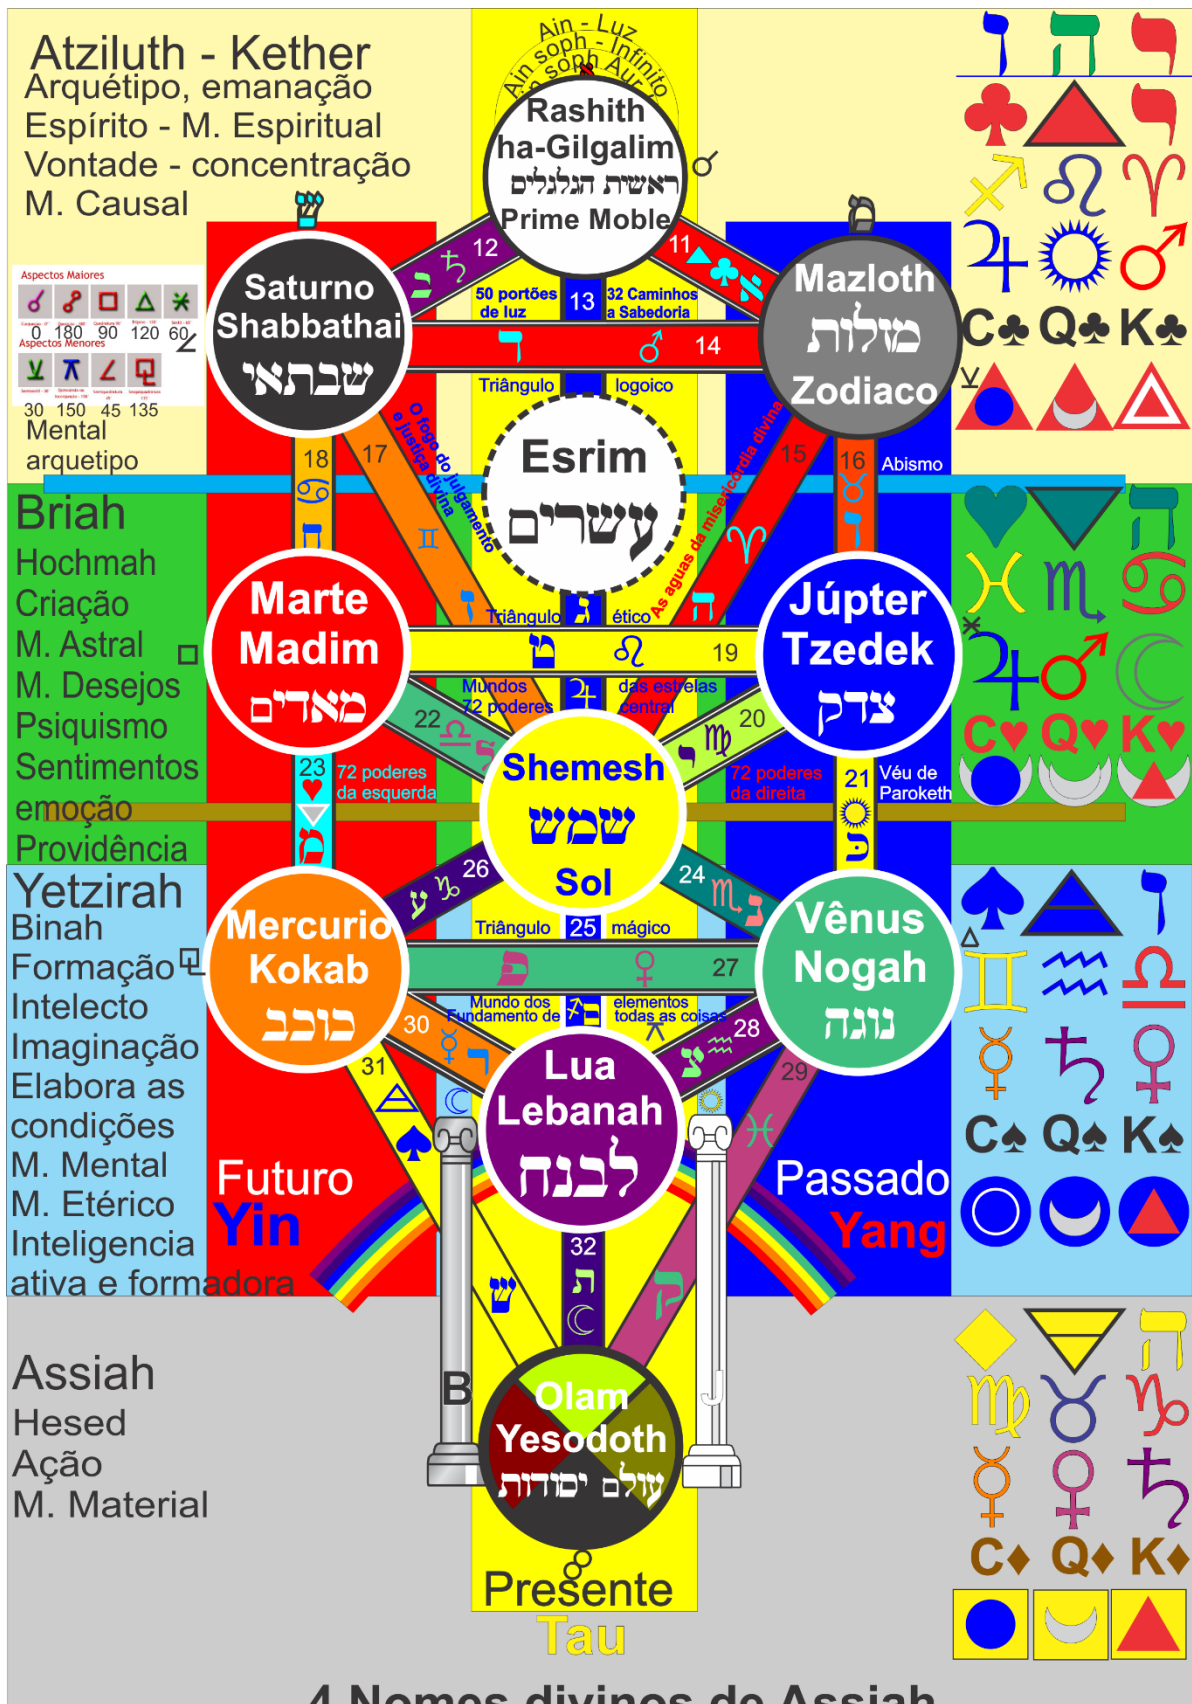 Ain - Luz
Ain soph - Infinito
Atziluth - Kether
Arquétipo, emanação
Espírito - M. Espiritual
Vontade - concentração
M. Causal
Rashith
ha-Gilgalim
ראשית הגלגלים
Prime Moble
ו ה י
י
ש
Aspectos Maiores
0 180 90 120 60
Aspectos Menores
30 150 45 135
Mental
arquetipo
Saturno
Shabbathai
שבתאי
Mazloth
מזלות
Zodiaco
12
ב
11
א
50 portões
de luz
13
32 Caminhos
a Sabedoria
ד
14
Triângulo
logoico
C♣ Q♣ K♣
Esrim
עשרים
O fogo do julgamento
e justiça divina
As aguas da misericórdia divina
18
17
15
16
Abismo
ח
ז
ה
ו
ג
Briah
Hochmah
Criação
M. Astral
M. Desejos
Psiquismo
Sentimentos
emoção
Providência
Marte
Madim
מאדים
Júpter
Tzedek
צדק
Triângulo
ético
ט
19
Mundos
72 poderes
das estrelas
central
22
ל
20
י
ה
C♥ Q♥ K♥
Shemesh
שמש
Sol
23
72 poderes
da esquerda
מ
72 poderes
da direita
21
Véu de
Paroketh
פ
26
ע
24
נ
Yetzirah
Binah
Formação
Intelecto
Imaginação
Elabora as
condições
M. Mental
M. Etérico
Inteligencia
ativa e formadora
Mercurio
Kokab
כוכב
Vênus
Nogah
נוגה
Triângulo
25
mágico
27
Mundo dos
Fundamento de
elementos
todas as coisas
30
ר
28
צ
31
29
ו
C♠ Q♠ K♠
Lua
Lebanah
לבנה
Futuro
Yin
Passado
Yang
32
ת
ש
ק
B
J
Assiah
Hesed
Ação
M. Material
Olam
Yesodoth
עולם יסודות
ה
C♦ Q♦ K♦
Presente
Tau
4 Nomes divinos de Assiah